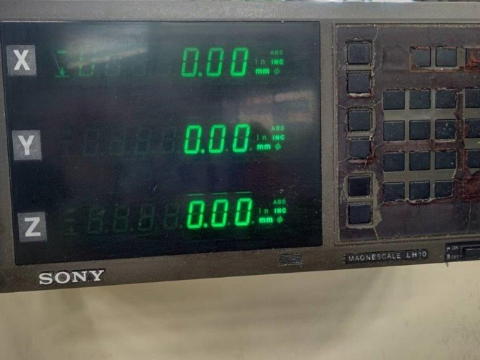 X 0.00 ABS
in INC
mm
Y 0.00 ABS
in INC
mm
Z 0.00 ABS
in INC
mm
SONY
MAGNESCALE LH10